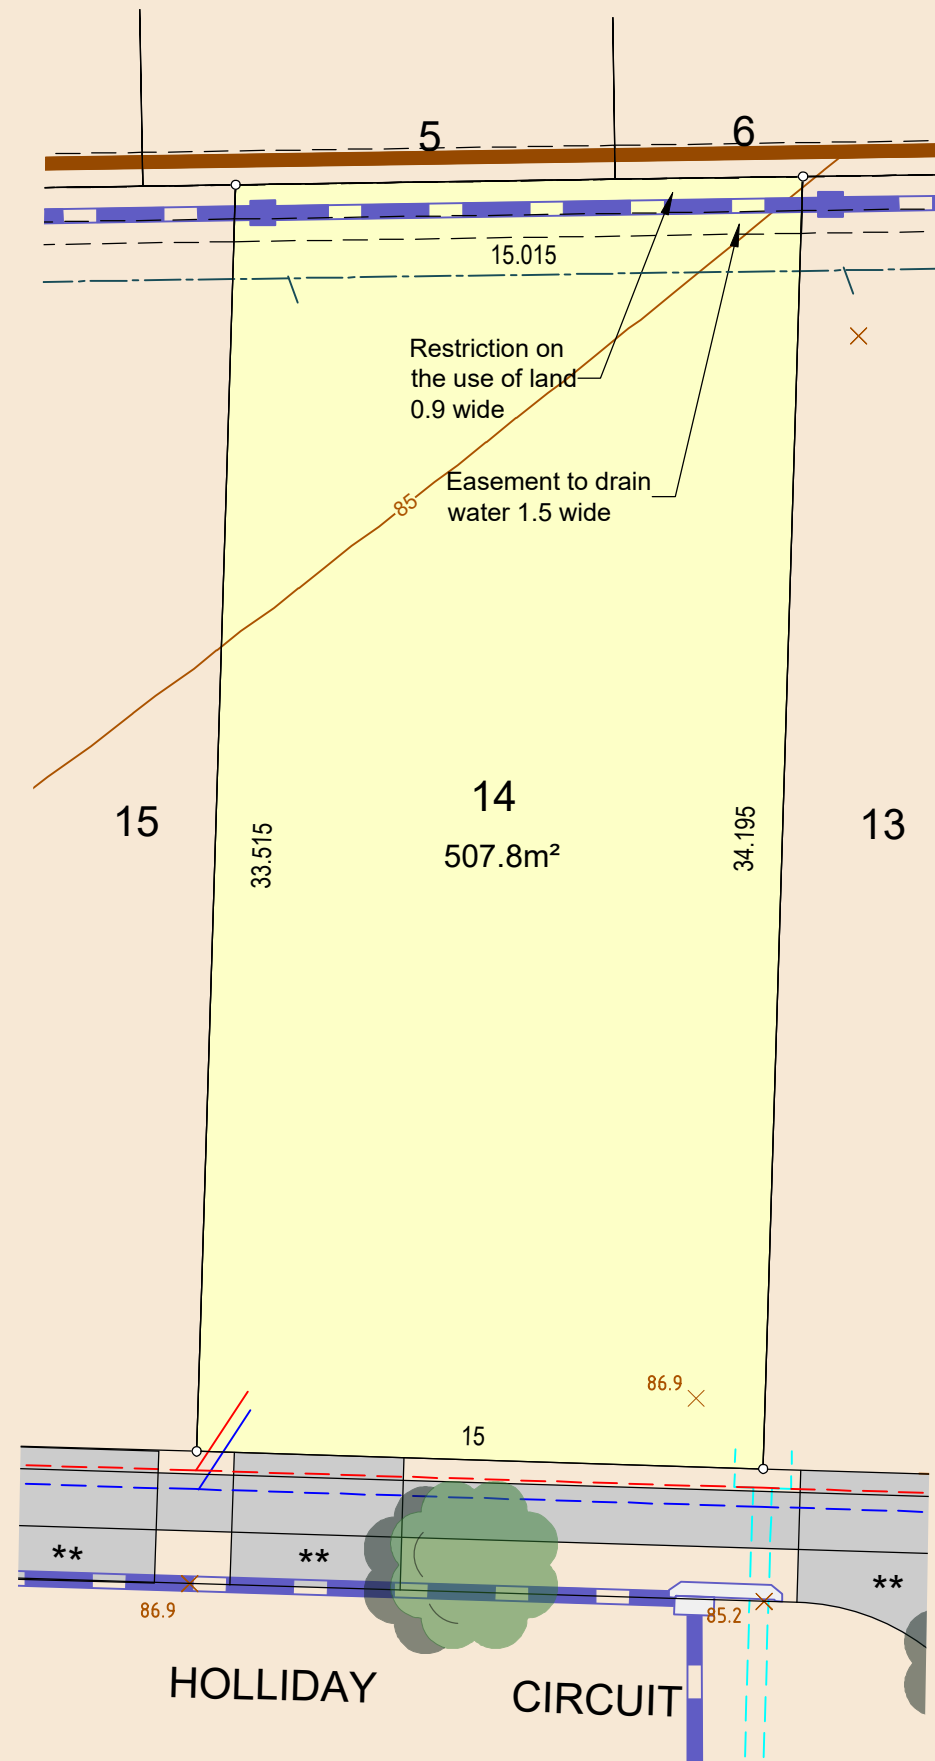 5
6
15.015
Restriction on
the use of land
0.9 wide
Easement to drain
water 1.5 wide
85
15
14
13
507.8m²
33.515
34.195
86.9
15
**
**
**
86.9
85.2
HOLLIDAY CIRCUIT